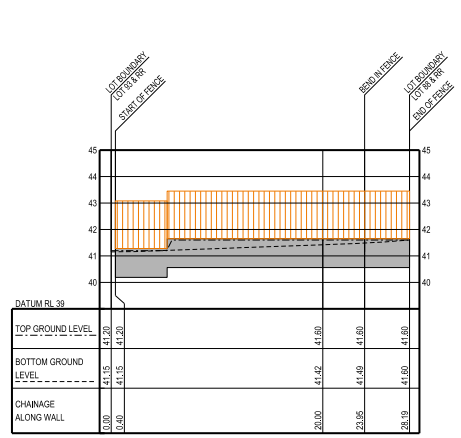 LOT BOUNDARY
LOT 93 & RR
START OF FENCE
BEND IN FENCE
LOT BOUNDARY
LOT 88 & RR
END OF FENCE
45 45
44 44
43 43
42 42
41 41
40 40
DATUM RL 39
TOP GROUND LEVEL 41.20 41.20 41.60 41.60 41.60
BOTTOM GROUND
LEVEL 41.15 41.15 41.42 41.49 41.60
CHAINAGE
ALONG WALL 0.00 0.40 20.00 23.95 28.19